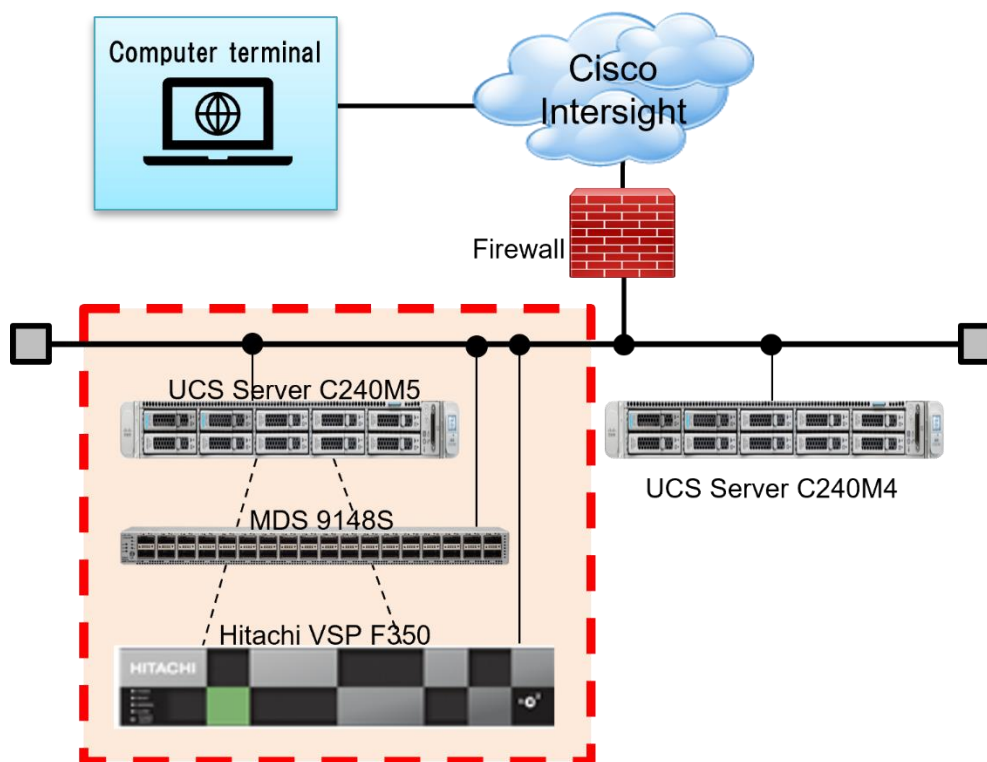 Computer terminal
Cisco
Intersight
Firewall
UCS Server C240M5
UCS Server C240M4
MDS 9148S
Hitachi VSP F350
HITACHI